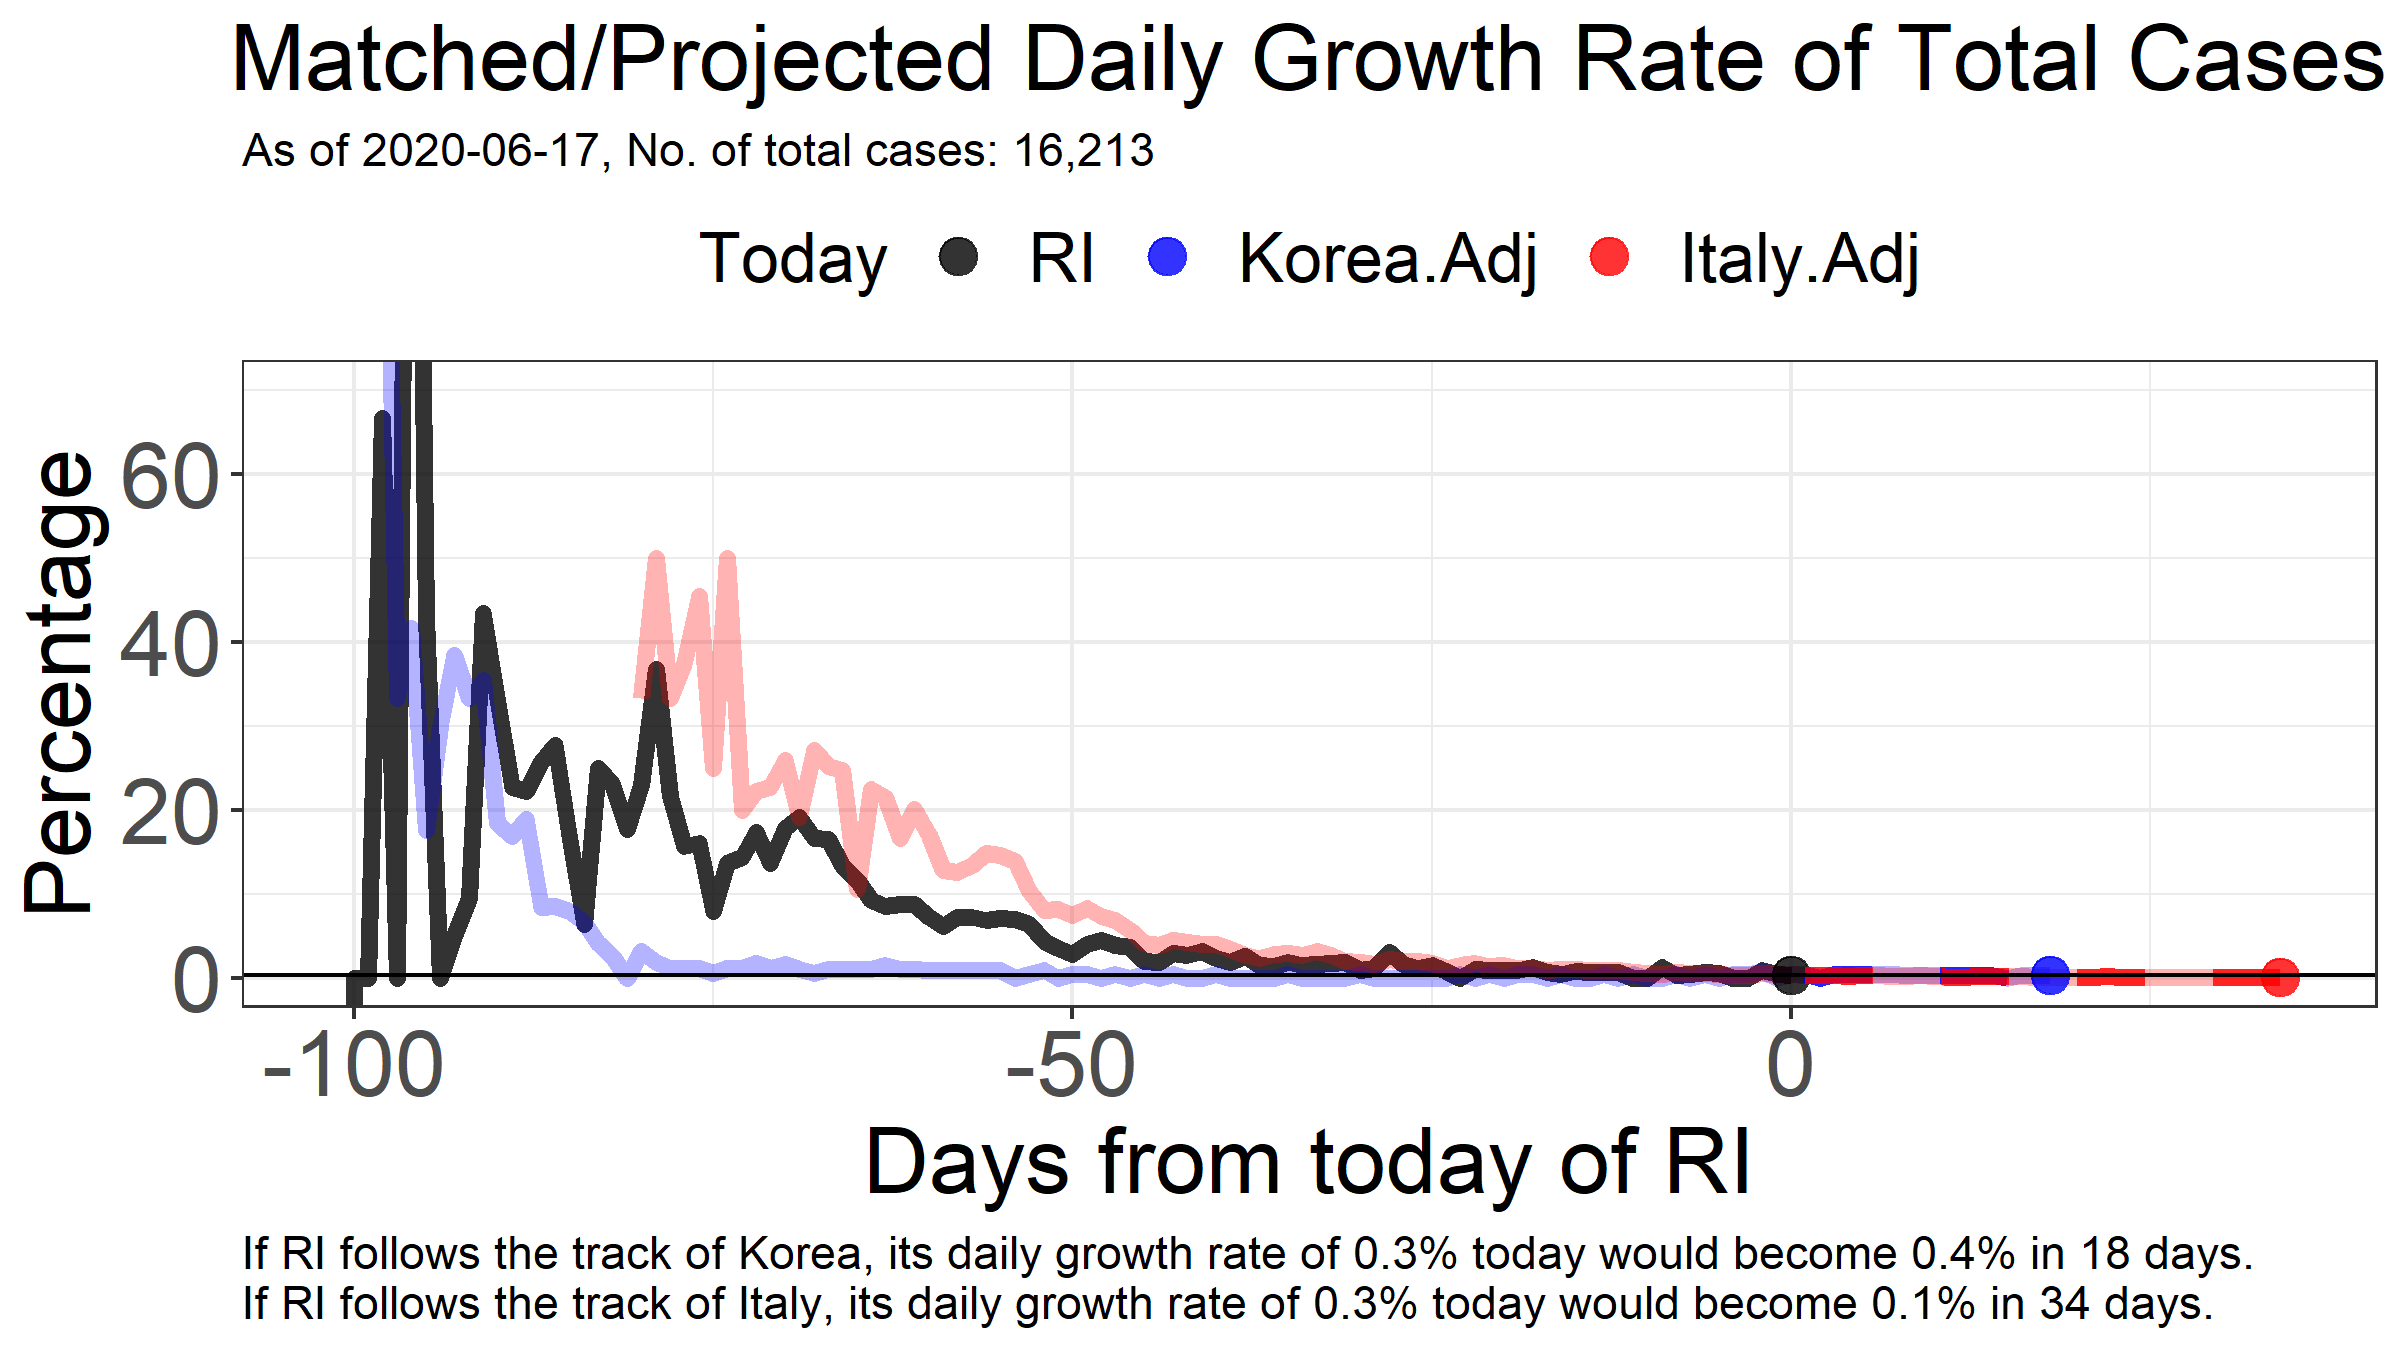 Matched/Projected Daily Growth Rate of Total Cases
As of 2020-06-17, No. of total cases: 16,213
Today RI Korea.Adj Italy.Adj
Percentage
60
40
20
0
-100 -50 0
Days from today of RI
If RI follows the track of Korea, its daily growth rate of 0.3% today would become 0.4% in 18 days.
If RI follows the track of Italy, its daily growth rate of 0.3% today would become 0.1% in 34 days.